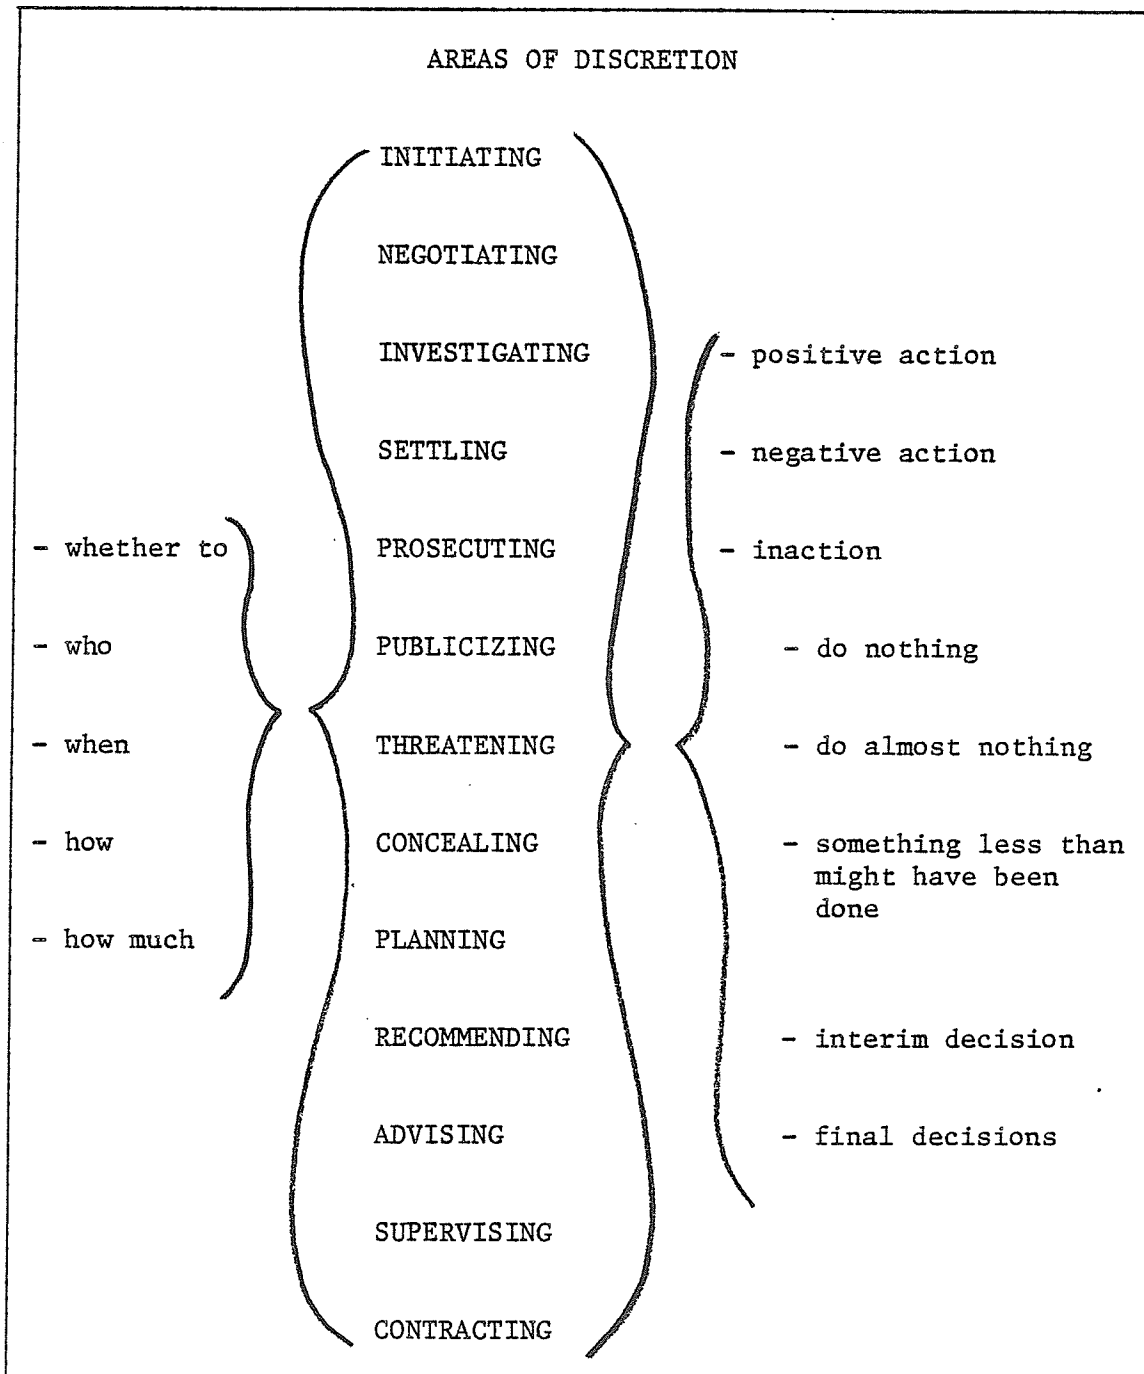 AREAS OF DISCRETION
INITIATING
NEGOTIATING
INVESTIGATING
- positive action
SETTLING
- negative action
- whether to
PROSECUTING
- inaction
- who
PUBLICIZING
- do nothing
- when
THREATENING
- do almost nothing
- how
CONCEALING
- something less than
might have been
done
- how much
PLANNING
RECOMMENDING
- interim decision
ADVISING
- final decisions
SUPERVISING
CONTRACTING